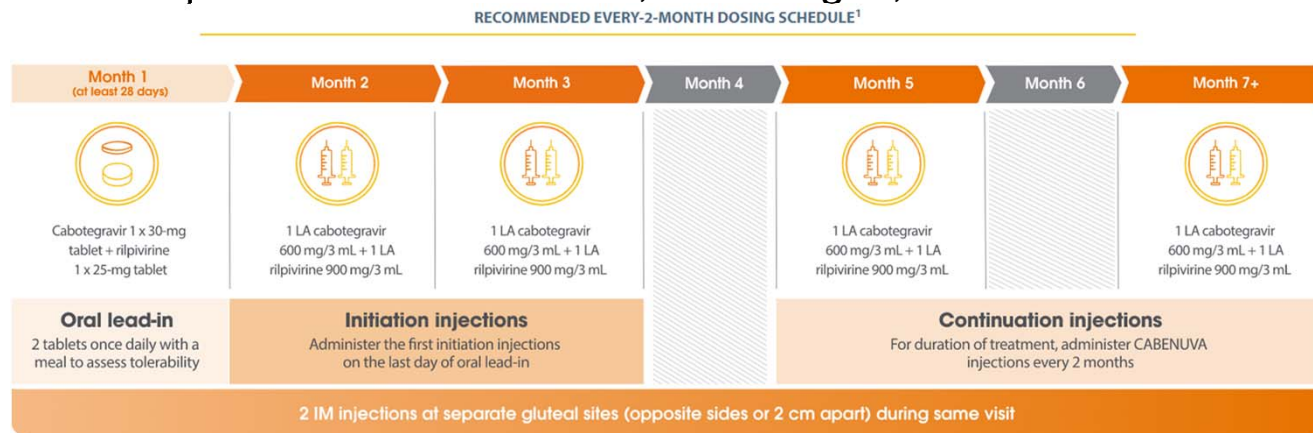 RECOMMENDED EVERY-2-MONTH DOSING SCHEDULE¹
Month 1
(at least 28 days)
Month 2
Month 3
Month 4
Month 5
Month 6
Month 7+
Cabotegravir 1 x 30-mg
tablet + rilpivirine
1 x 25-mg tablet
1 LA cabotegravir
600 mg/3 mL + 1 LA
rilpivirine 900 mg/3 mL
1 LA cabotegravir
600 mg/3 mL + 1 LA
rilpivirine 900 mg/3 mL
1 LA cabotegravir
600 mg/3 mL + 1 LA
rilpivirine 900 mg/3 mL
1 LA cabotegravir
600 mg/3 mL + 1 LA
rilpivirine 900 mg/3 mL
Oral lead-in
2 tablets once daily with a
meal to assess tolerability
Initiation injections
Administer the first initiation injections
on the last day of oral lead-in
Continuation injections
For duration of treatment, administer CABENUVA
injections every 2 months
2 IM injections at separate gluteal sites (opposite sides or 2 cm apart) during same visit